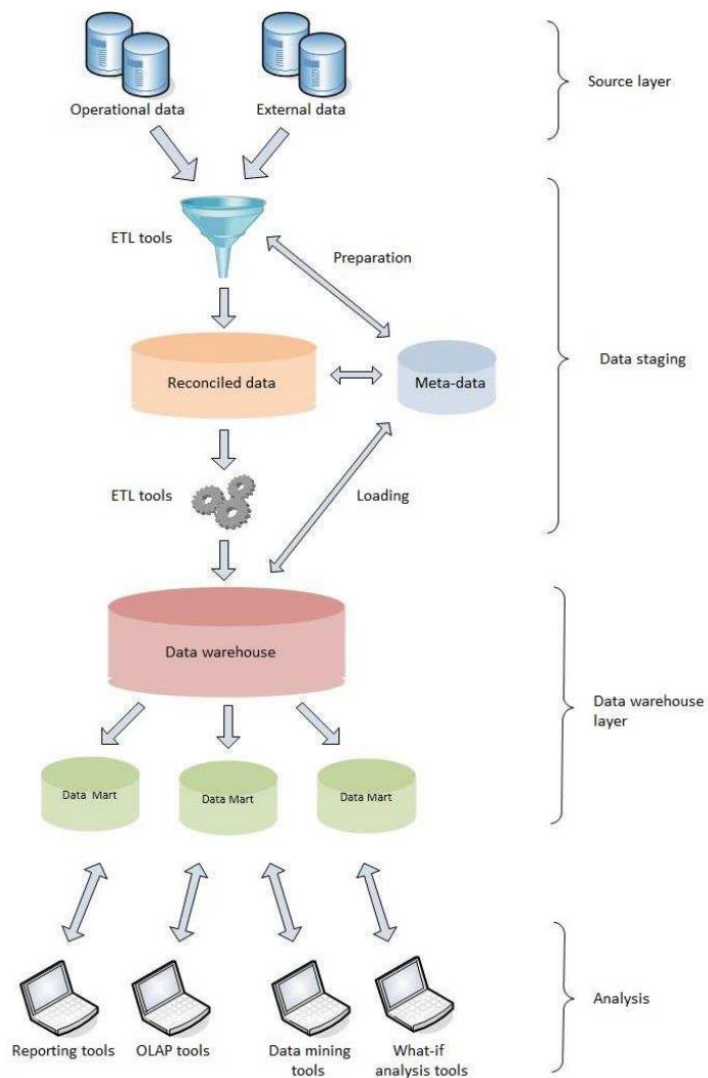 Operational data
External data
Source layer
ETL tools
Preparation
Reconciled data
Meta-data
Data staging
ETL tools
Loading
Data warehouse
Data warehouse
layer
Data Mart
Data Mart
Data Mart
Analysis
Reporting tools
OLAP tools
Data mining
tools
What-if
analysis tools